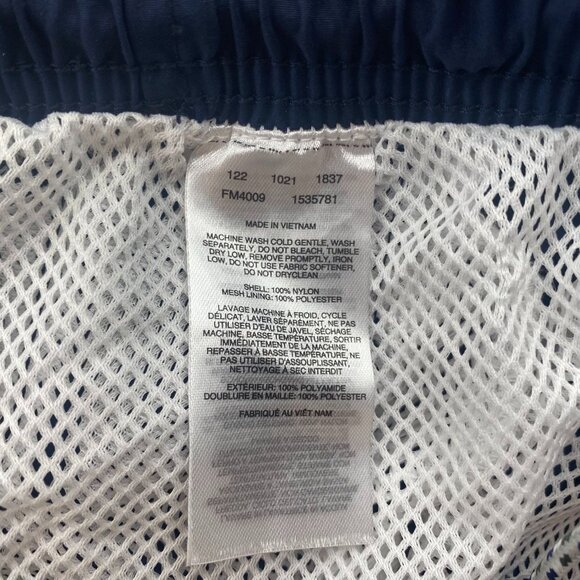 122 1021 1837
FM4009 1535781
MADE IN VIETNAM
MACHINE WASH COLD GENTLE, WASH
SEPARATELY, DO NOT BLEACH, TUMBLE
DRY LOW, REMOVE PROMPTLY, IRON
LOW, DO NOT USE FABRIC SOFTENER,
DO NOT DRYCLEAN
SHELL: 100% NYLON
MESH LINING: 100% POLYESTER
LAVAGE MACHINE À FROID, CYCLE
DÉLICAT, LAVER SÉPARÉMENT, NE PAS
UTILISER D'EAU DE JAVEL, SÉCHAGE
MACHINE, BASSE TEMPÉRATURE, SORTIR
IMMÉDIATEMENT DE LA MACHINE,
REPASSER À BASSE TEMPÉRATURE, NE
PAS UTILISER D'ASSOUPLISSANT,
NETTOYAGE À SEC INTERDIT
EXTÉRIEUR: 100% POLYAMIDE
DOUBLURE EN MAILLE: 100% POLYESTER
FABRIQUÉ AU VIÊT NAM